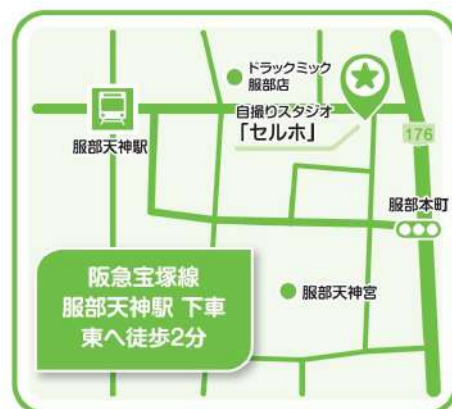 ドラックミック
服部店
自撮りスタジオ
「セルホ」
176
服部天神駅
服部本町
阪急宝塚線
服部天神駅 下車
東へ徒歩2分
服部天神宮